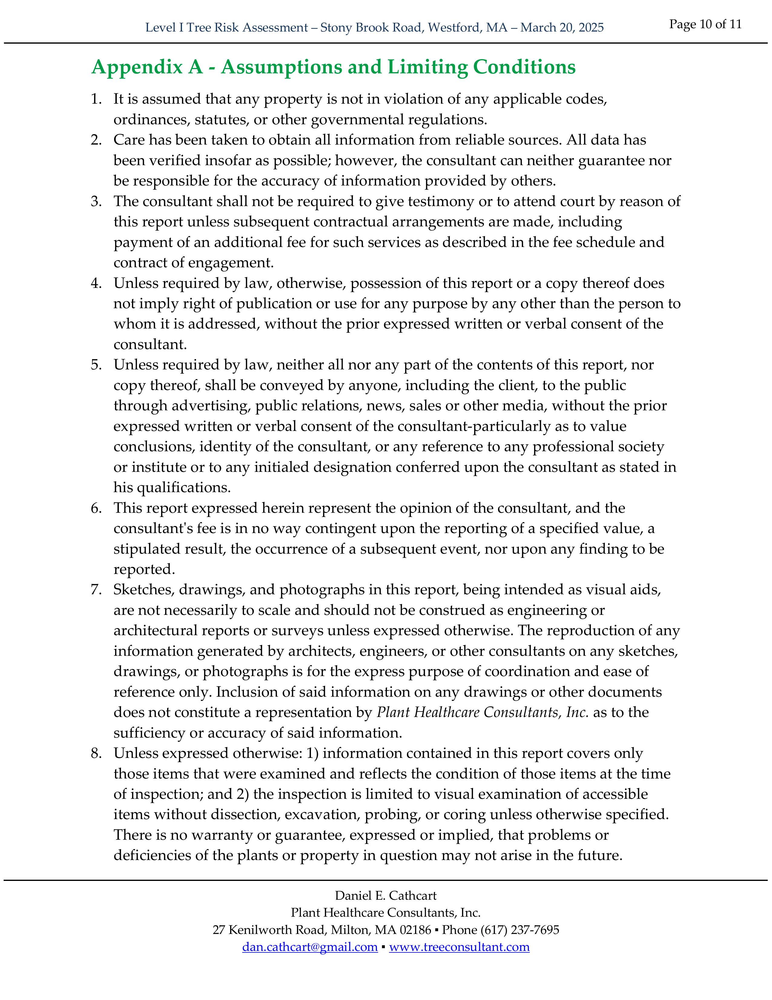 Level I Tree Risk Assessment – Stony Brook Road, Westford, MA – March 20, 2025
Page 10 of 11
Appendix A - Assumptions and Limiting Conditions
1. It is assumed that any property is not in violation of any applicable codes,
ordinances, statutes, or other governmental regulations.
2. Care has been taken to obtain all information from reliable sources. All data has
been verified insofar as possible; however, the consultant can neither guarantee nor
be responsible for the accuracy of information provided by others.
3. The consultant shall not be required to give testimony or to attend court by reason of
this report unless subsequent contractual arrangements are made, including
payment of an additional fee for such services as described in the fee schedule and
contract of engagement.
4. Unless required by law, otherwise, possession of this report or a copy thereof does
not imply right of publication or use for any purpose by any other than the person to
whom it is addressed, without the prior expressed written or verbal consent of the
consultant.
5. Unless required by law, neither all nor any part of the contents of this report, nor
copy thereof, shall be conveyed by anyone, including the client, to the public
through advertising, public relations, news, sales or other media, without the prior
expressed written or verbal consent of the consultant-particularly as to value
conclusions, identity of the consultant, or any reference to any professional society
or institute or to any initialed designation conferred upon the consultant as stated in
his qualifications.
6. This report expressed herein represent the opinion of the consultant, and the
consultant's fee is in no way contingent upon the reporting of a specified value, a
stipulated result, the occurrence of a subsequent event, nor upon any finding to be
reported.
7. Sketches, drawings, and photographs in this report, being intended as visual aids,
are not necessarily to scale and should not be construed as engineering or
architectural reports or surveys unless expressed otherwise. The reproduction of any
information generated by architects, engineers, or other consultants on any sketches,
drawings, or photographs is for the express purpose of coordination and ease of
reference only. Inclusion of said information on any drawings or other documents
does not constitute a representation by Plant Healthcare Consultants, Inc. as to the
sufficiency or accuracy of said information.
8. Unless expressed otherwise: 1) information contained in this report covers only
those items that were examined and reflects the condition of those items at the time
of inspection; and 2) the inspection is limited to visual examination of accessible
items without dissection, excavation, probing, or coring unless otherwise specified.
There is no warranty or guarantee, expressed or implied, that problems or
deficiencies of the plants or property in question may not arise in the future.
Daniel E. Cathcart
Plant Healthcare Consultants, Inc.
27 Kenilworth Road, Milton, MA 02186 ▪ Phone (617) 237-7695
dan.cathcart@gmail.com ▪ www.treeconsultant.com